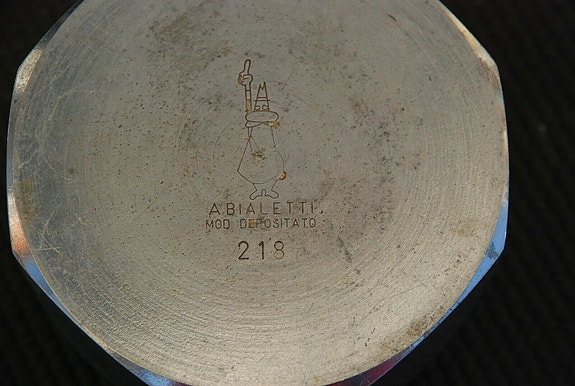 A.BIALETTI.
MOD DEPOSITATO
218